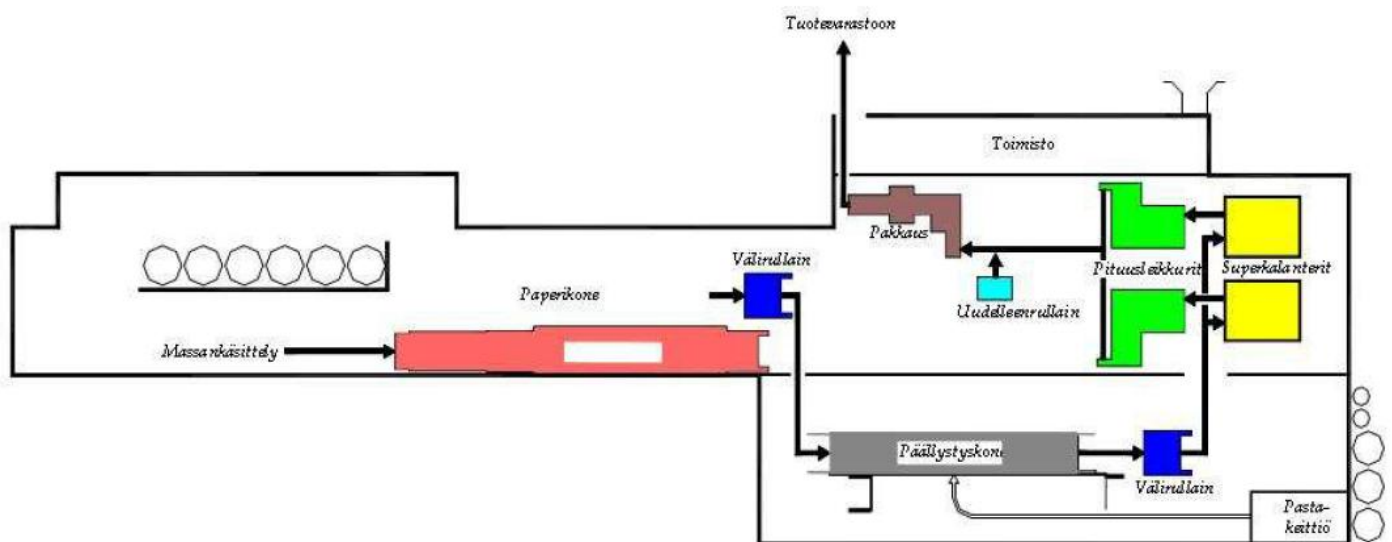 Tuotevarastoon
Toimisto
Pakkaus
Välirullain
Pituusleikkurit
Superkalanterit
Paperikone
Uudelleenrullain
Massankäsittely
Päällystyskone
Välirullain
Pasta-
keittiö